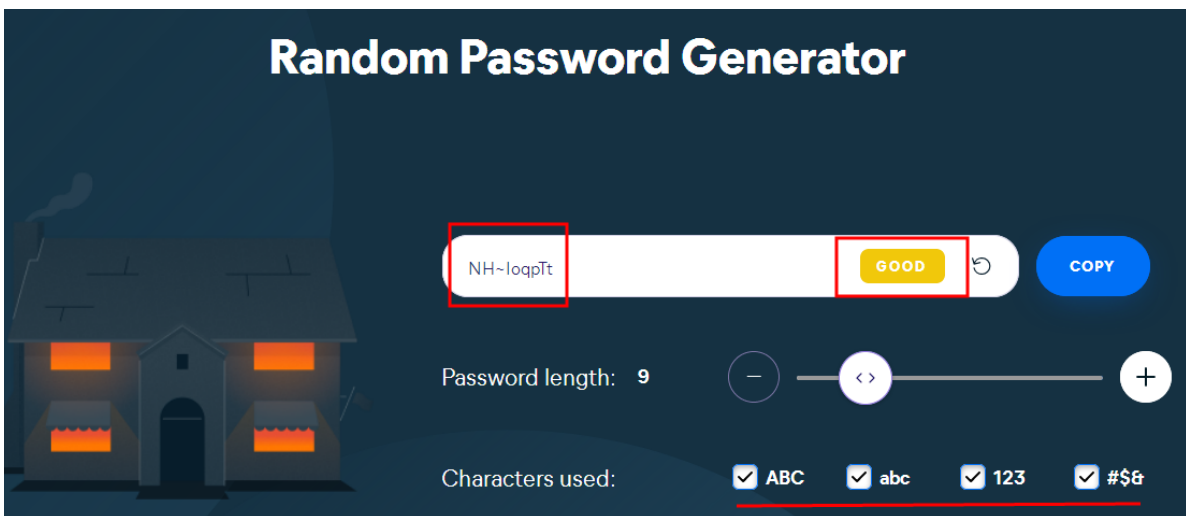 Random Password Generator
NH~loqpTt
GOOD
COPY
Password length: 9
Characters used:
ABC
abc
123
#$&